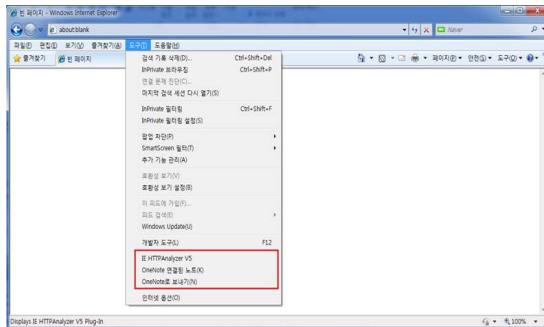 빈 페이지 - Windows Internet Explorer
about:blank
Naver
파일(F) 편집(E) 보기(V) 즐겨찾기(A) 도구(T) 도움말(H)
즐겨찾기 빈 페이지
페이지(P) 안전(S) 도구(O)
검색 기록 삭제(D)... Ctrl+Shift+Del
InPrivate 브라우징 Ctrl+Shift+P
연결 문제 진단(C)...
마지막 검색 세션 다시 열기(S)
InPrivate 필터링 Ctrl+Shift+F
InPrivate 필터링 설정(S)
팝업 차단(P)
SmartScreen 필터(T)
추가 기능 관리(A)
호환성 보기(V)
호환성 보기 설정(B)
이 피드에 가입(F)...
피드 검색(E)
Windows Update(U)
개발자 도구(L) F12
IE HTTPAnalyzer V5
OneNote 연결된 노트(K)
OneNote로 보내기(N)
인터넷 옵션(O)
Displays IE HTTPAnalyzer V5 Plug-In
100%